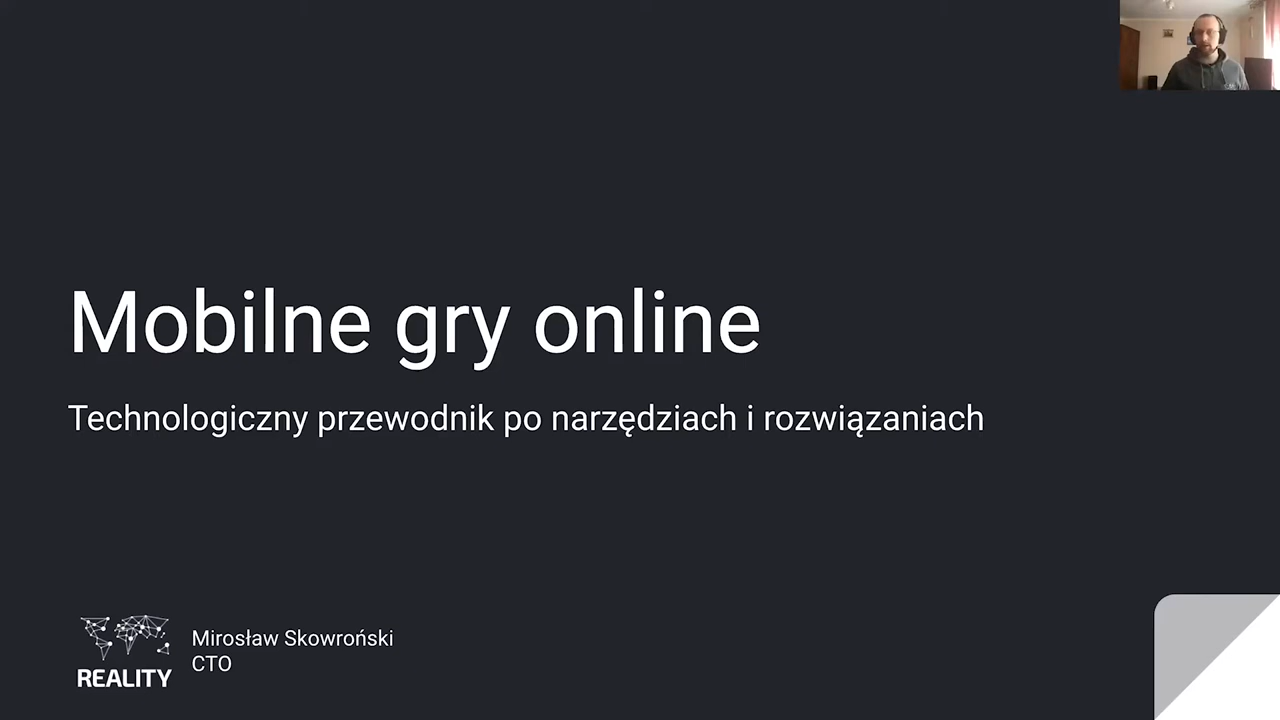 Mobilne gry online
Technologiczny przewodnik po narzędziach i rozwiązaniach
REALITY
Mirosław Skowroński
CTO